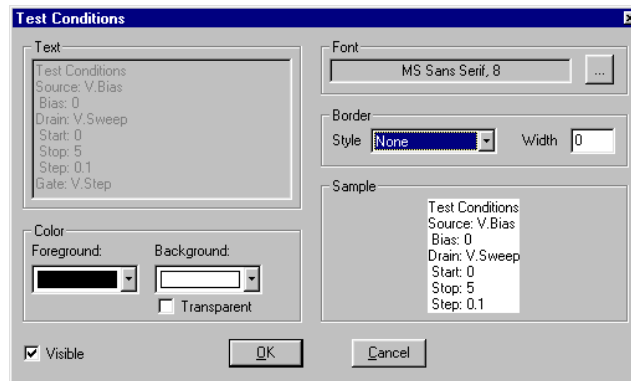 Test Conditions
Text
Test Conditions
Source: V.Bias
Bias: 0
Drain: V.Sweep
Start: 0
Stop: 5
Step: 0.1
Gate: V.Step
Font
MS Sans Serif, 8
...
Border
Style None Width 0
Color
Foreground: Background:
Transparent
Sample
Test Conditions
Source: V.Bias
Bias: 0
Drain: V.Sweep
Start: 0
Stop: 5
Step: 0.1
Visible OK Cancel